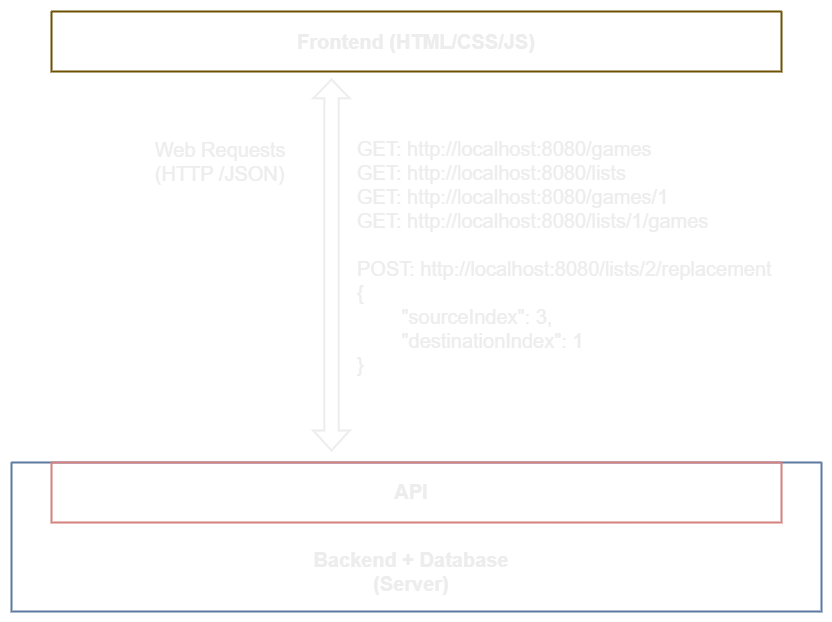 Frontend (HTML/CSS/JS)
Web Requests
(HTTP /JSON)
GET: http://localhost:8080/games
GET: http://localhost:8080/lists
GET: http://localhost:8080/games/1
GET: http://localhost:8080/lists/1/games
POST: http://localhost:8080/lists/2/replacement
{
"sourceIndex": 3,
"destinationIndex": 1
}
API
Backend + Database
(Server)